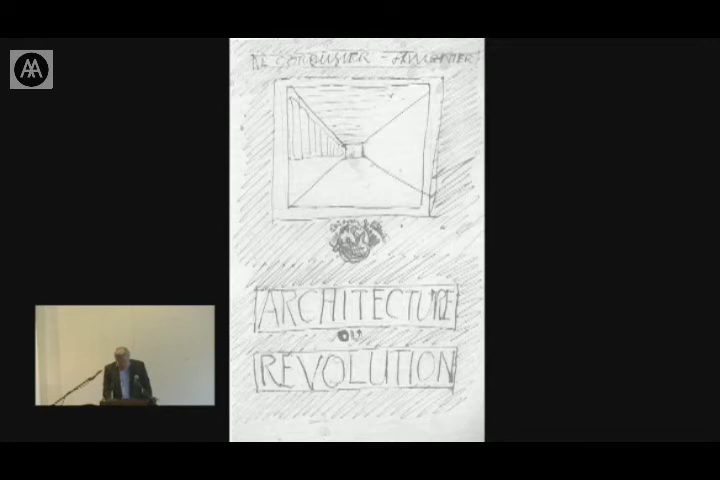 AA
LE CORBUSIER -
ARCHITECTURE
OU
REVOLUTION